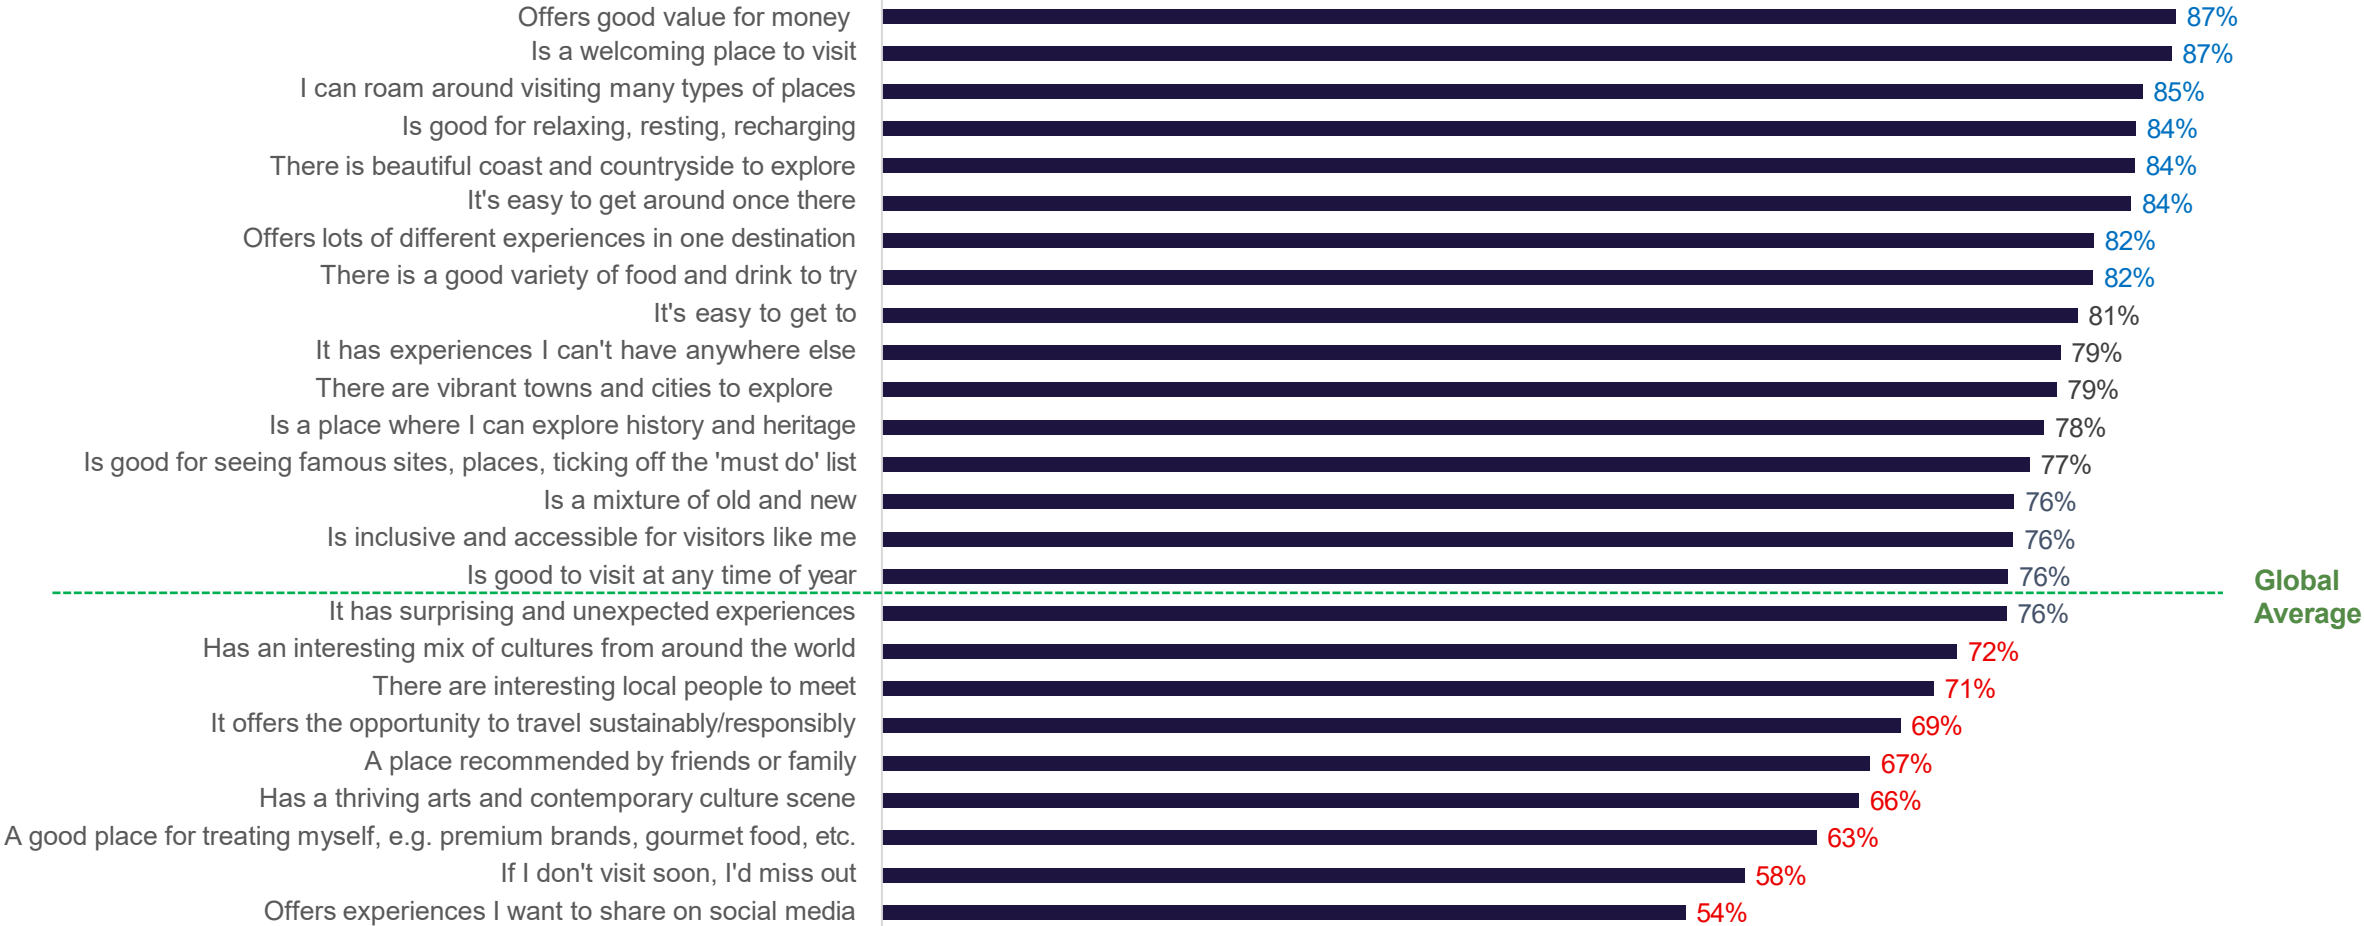 Offers good value for money 87%
Is a welcoming place to visit 87%
I can roam around visiting many types of places 85%
Is good for relaxing, resting, recharging 84%
There is beautiful coast and countryside to explore 84%
It's easy to get around once there 84%
Offers lots of different experiences in one destination 82%
There is a good variety of food and drink to try 82%
It's easy to get to 81%
It has experiences I can't have anywhere else 79%
There are vibrant towns and cities to explore 79%
Is a place where I can explore history and heritage 78%
Is good for seeing famous sites, places, ticking off the 'must do' list 77%
Is a mixture of old and new 76%
Is inclusive and accessible for visitors like me 76%
Is good to visit at any time of year 76%
Global
Average
It has surprising and unexpected experiences 76%
Has an interesting mix of cultures from around the world 72%
There are interesting local people to meet 71%
It offers the opportunity to travel sustainably/responsibly 69%
A place recommended by friends or family 67%
Has a thriving arts and contemporary culture scene 66%
A good place for treating myself, e.g. premium brands, gourmet food, etc. 63%
If I don't visit soon, I'd miss out 58%
Offers experiences I want to share on social media 54%